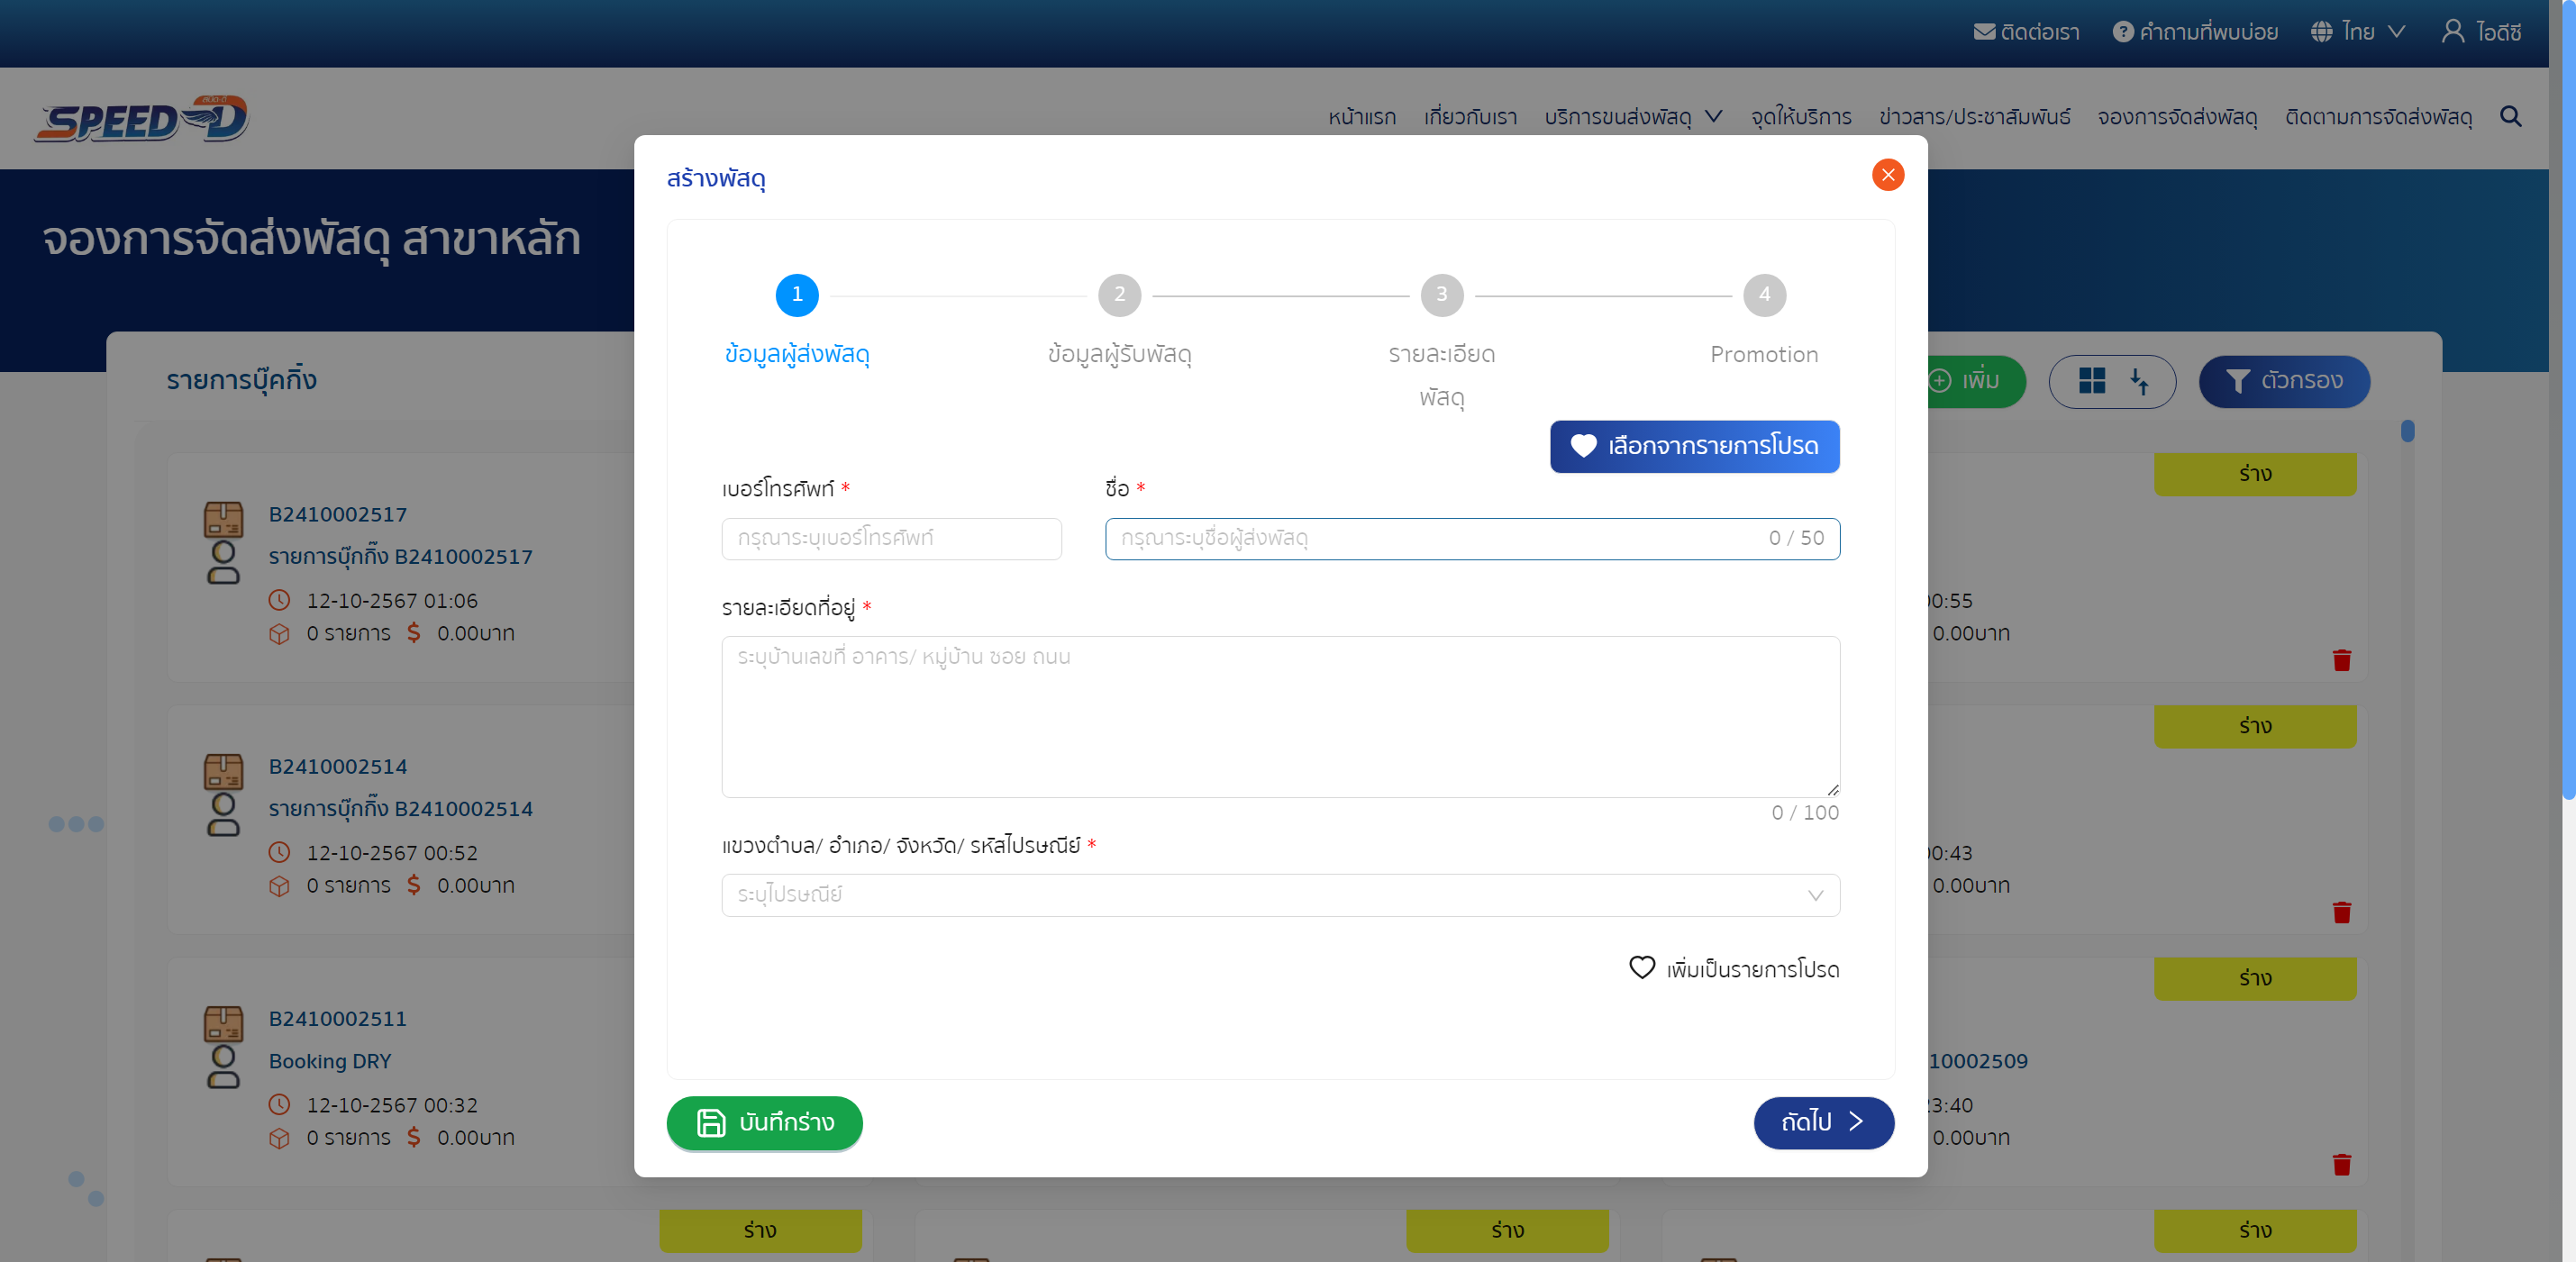 ติดต่อเรา คำถามที่พบบ่อย ไทย ไอดีซี
SPEED-D สปีด-ดี
หน้าแรก เกี่ยวกับเรา บริการขนส่งพัสดุ จุดให้บริการ ข่าวสาร/ประชาสัมพันธ์ จองการจัดส่งพัสดุ ติดตามการจัดส่งพัสดุ
จองการจัดส่งพัสดุ สาขาหลัก
รายการบุ๊คกิ้ง
เพิ่ม ตัวกรอง
สร้างพัสดุ
1 2 3 4
ข้อมูลผู้ส่งพัสดุ ข้อมูลผู้รับพัสดุ รายละเอียด Promotion
พัสดุ
เลือกจากรายการโปรด
เบอร์โทรศัพท์ * ชื่อ *
กรุณาระบุเบอร์โทรศัพท์ กรุณาระบุชื่อผู้ส่งพัสดุ 0 / 50
รายละเอียดที่อยู่ *
ระบุบ้านเลขที่ อาคาร/ หมู่บ้าน ซอย ถนน
0 / 100
แขวงตำบล/ อำเภอ/ จังหวัด/ รหัสไปรษณีย์ *
ระบุไปรษณีย์
เพิ่มเป็นรายการโปรด
บันทึกร่าง ถัดไป
B2410002517
รายการบุ๊กกิ๊ง B2410002517
12-10-2567 01:06
0 รายการ 0.00บาท
ร่าง
0:55
0.00บาท
B2410002514
รายการบุ๊กกิ๊ง B2410002514
12-10-2567 00:52
0 รายการ 0.00บาท
ร่าง
0:43
0.00บาท
B2410002511
Booking DRY
12-10-2567 00:32
0 รายการ 0.00บาท
ร่าง
10002509
3:40
0.00บาท
ร่าง ร่าง ร่าง